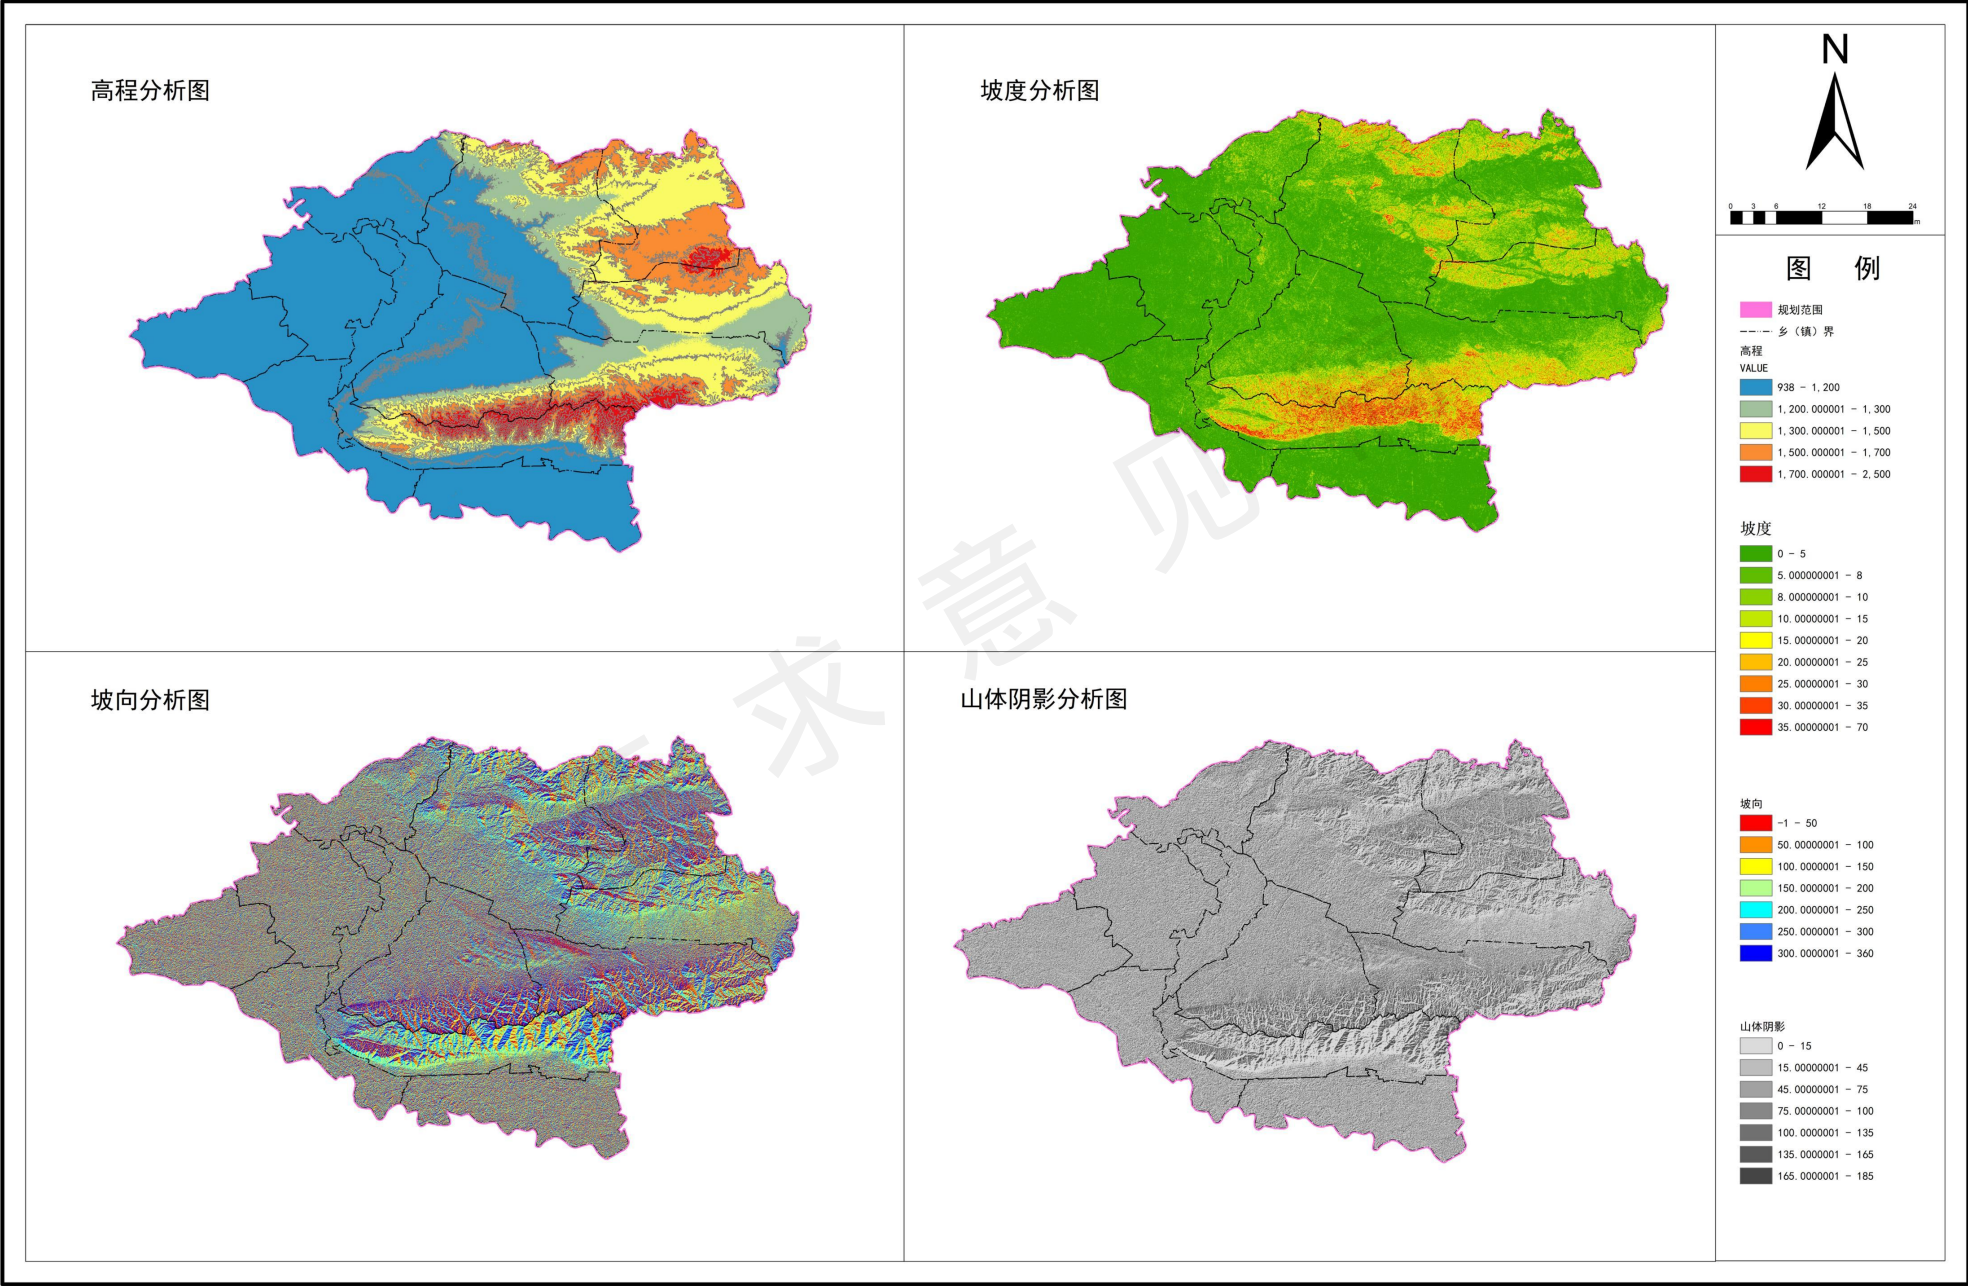 高程分析图
坡度分析图
坡向分析图
山体阴影分析图
求意见
N
0 3 6 12 18 24
m
图 例
规划范围
乡（镇）界
高程
VALUE
938 - 1,200
1,200.000001 - 1,300
1,300.000001 - 1,500
1,500.000001 - 1,700
1,700.000001 - 2,500
坡度
0 - 5
5.000000001 - 8
8.000000001 - 10
10.00000001 - 15
15.00000001 - 20
20.00000001 - 25
25.00000001 - 30
30.00000001 - 35
35.00000001 - 70
坡向
-1 - 50
50.00000001 - 100
100.0000001 - 150
150.0000001 - 200
200.0000001 - 250
250.0000001 - 300
300.0000001 - 360
山体阴影
0 - 15
15.00000001 - 45
45.00000001 - 75
75.00000001 - 100
100.0000001 - 135
135.0000001 - 165
165.0000001 - 185